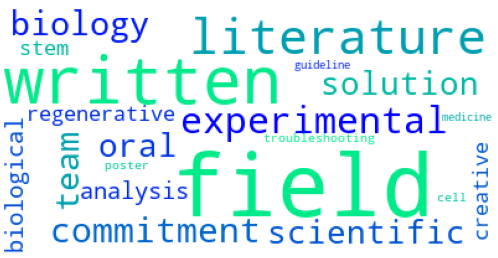 biology literature
stem
written guideline solution
regenerative experimental medicine
biological team oral troubleshooting creative
poster analysis field cell
commitment scientific